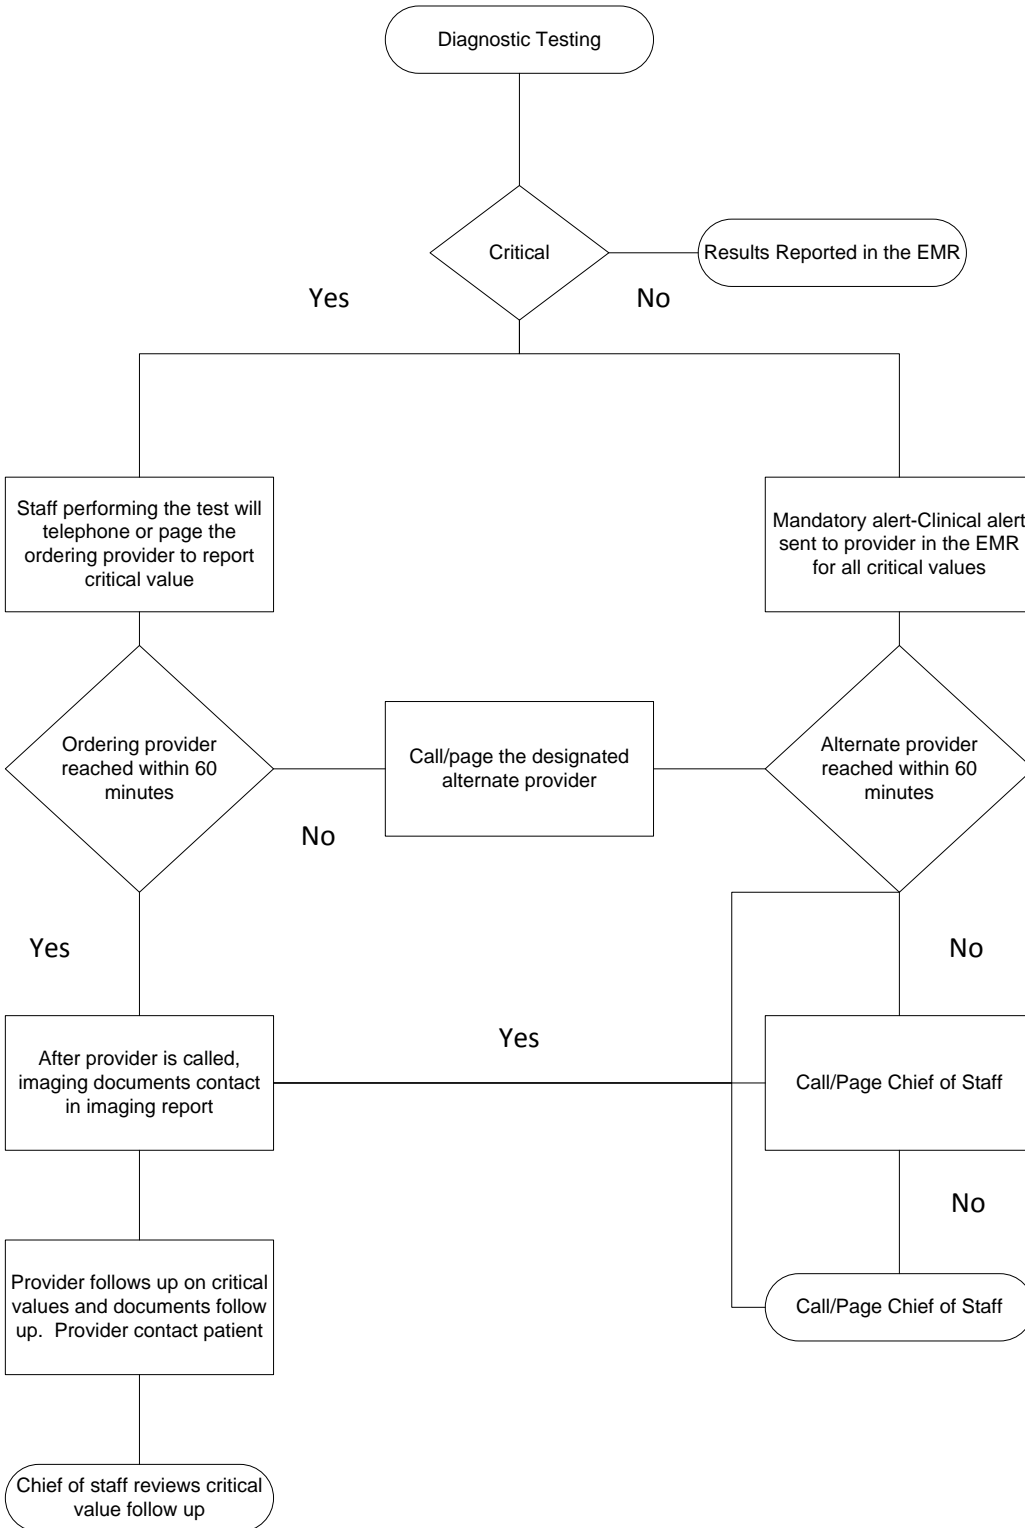 Diagnostic Testing
Critical
Results Reported in the EMR
Yes
No
Staff performing the test will
telephone or page the
ordering provider to report
critical value
Mandatory alert-Clinical alert
sent to provider in the EMR
for all critical values
Ordering provider
reached within 60
minutes
Call/page the designated
alternate provider
Alternate provider
reached within 60
minutes
No
Yes
No
After provider is called,
imaging documents contact
in imaging report
Yes
Call/Page Chief of Staff
No
Provider follows up on critical
values and documents follow
up.  Provider contact patient
Call/Page Chief of Staff
Chief of staff reviews critical
value follow up